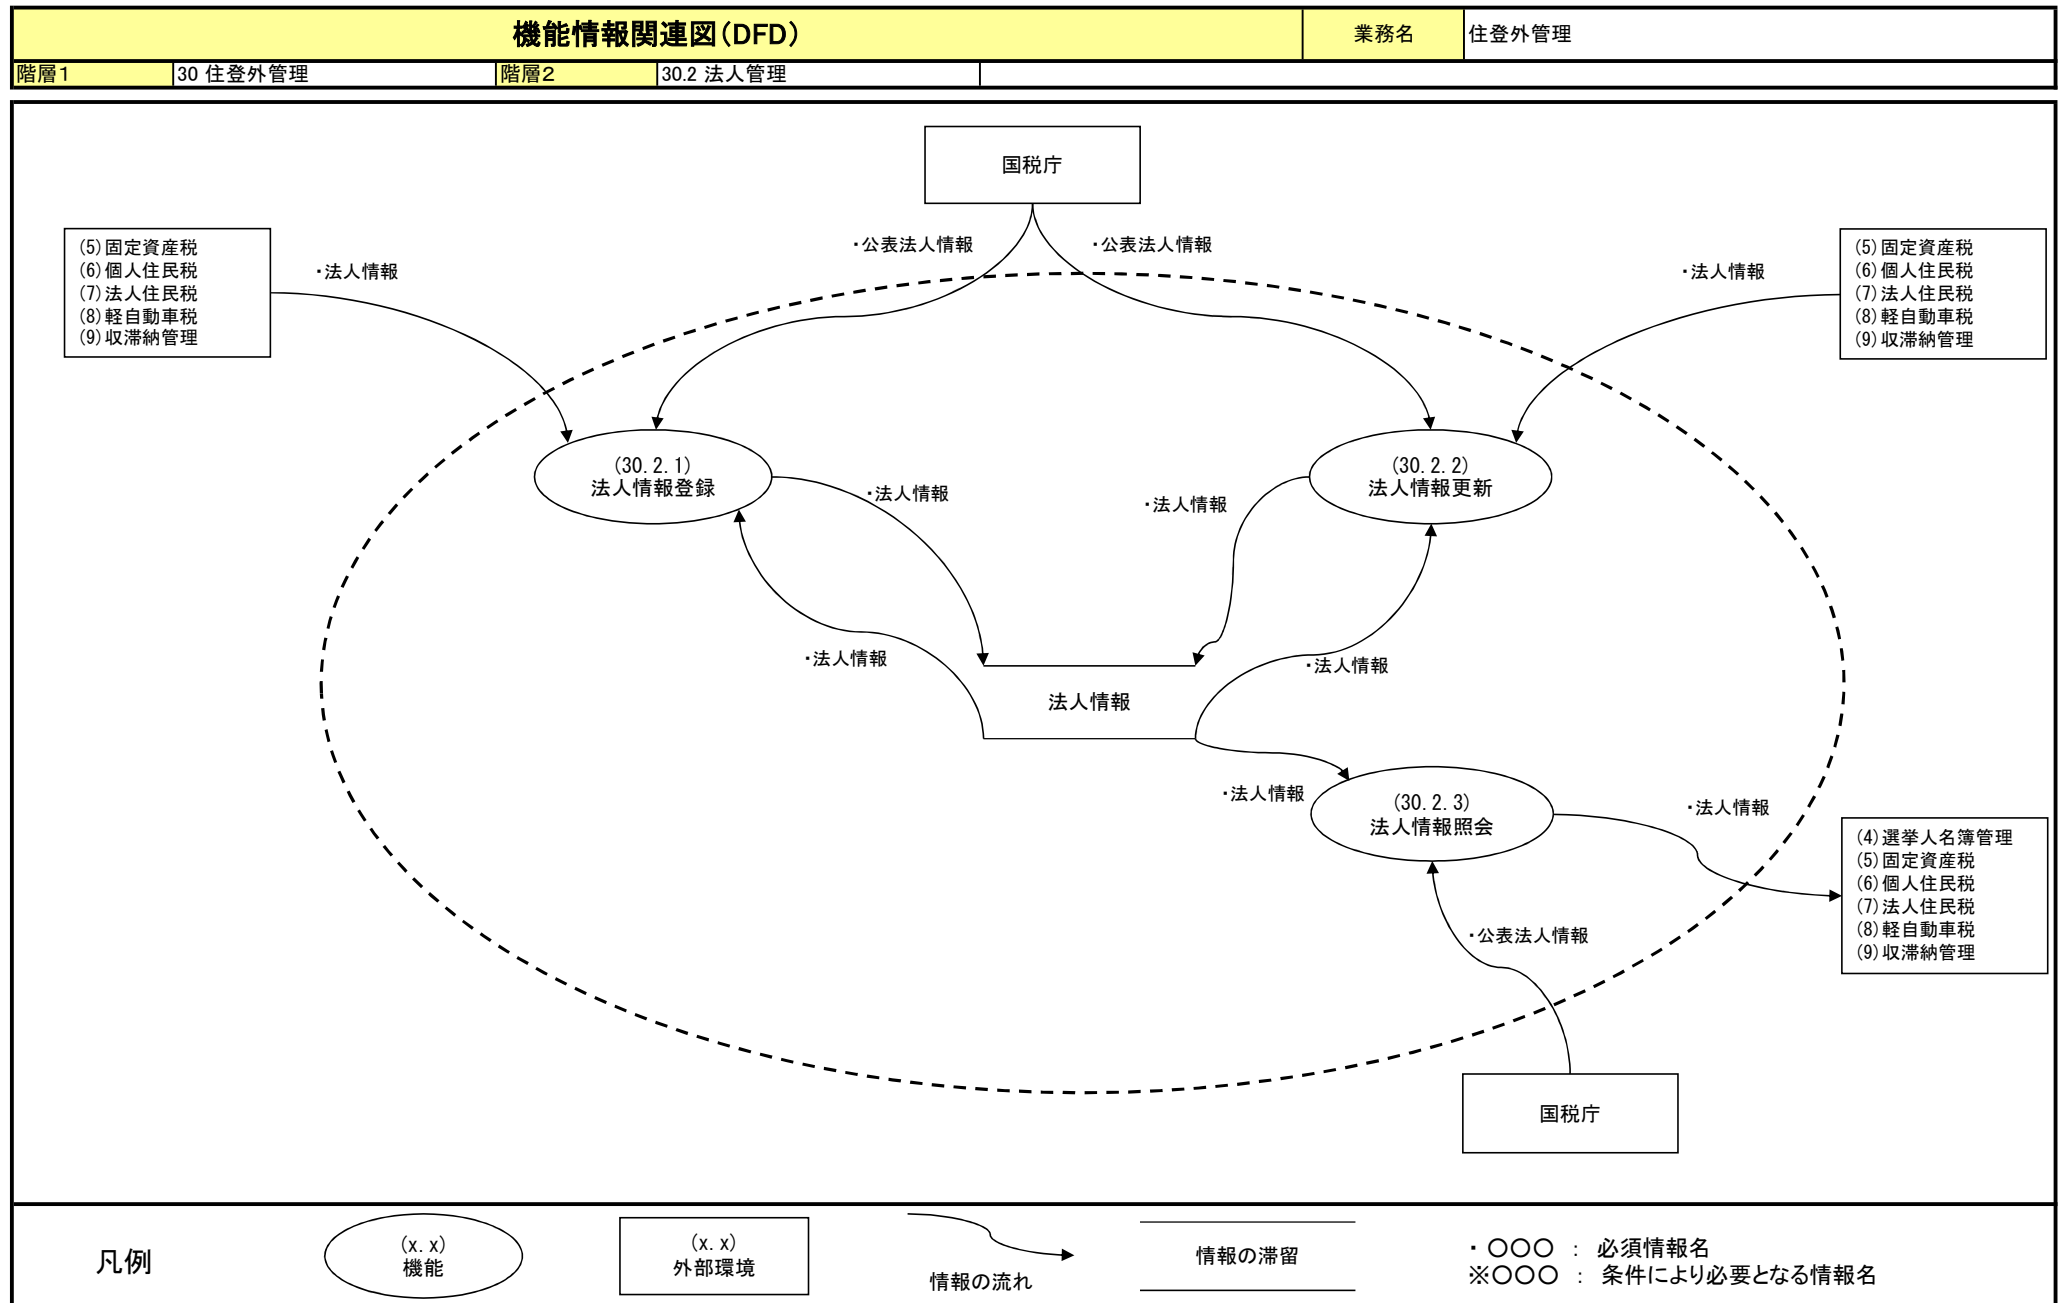 機能情報関連図(DFD)
業務名
住登外管理
階層1
30 住登外管理
階層2
30.2 法人管理
国税庁
・公表法人情報
・公表法人情報
(5)固定資産税
(6)個人住民税
(7)法人住民税
(8)軽自動車税
(9)収滞納管理
・法人情報
・法人情報
(5)固定資産税
(6)個人住民税
(7)法人住民税
(8)軽自動車税
(9)収滞納管理
(30.2.1)
法人情報登録
・法人情報
・法人情報
(30.2.2)
法人情報更新
・法人情報
・法人情報
法人情報
・法人情報
(30.2.3)
法人情報照会
・法人情報
(4)選挙人名簿管理
(5)固定資産税
(6)個人住民税
(7)法人住民税
(8)軽自動車税
(9)収滞納管理
・公表法人情報
国税庁
凡例
(x.x)
機能
(x.x)
外部環境
情報の流れ
情報の滞留
・〇〇〇 : 必須情報名
※〇〇〇 : 条件により必要となる情報名